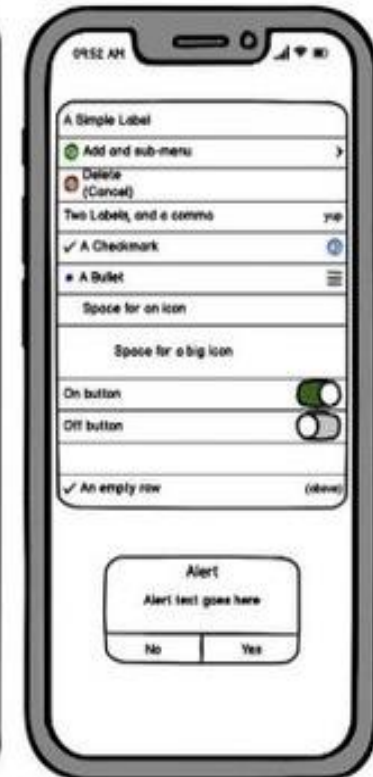 09:52 AM
A Simple Label
Add and sub-menu
Delete
(Cancel)
Two Labels, and a comma yup
✓ A Checkmark
• A Bullet
Space for an icon
Space for a big icon
On button
Off button
✓ An empty row (above)
Alert
Alert text goes here
No Yes